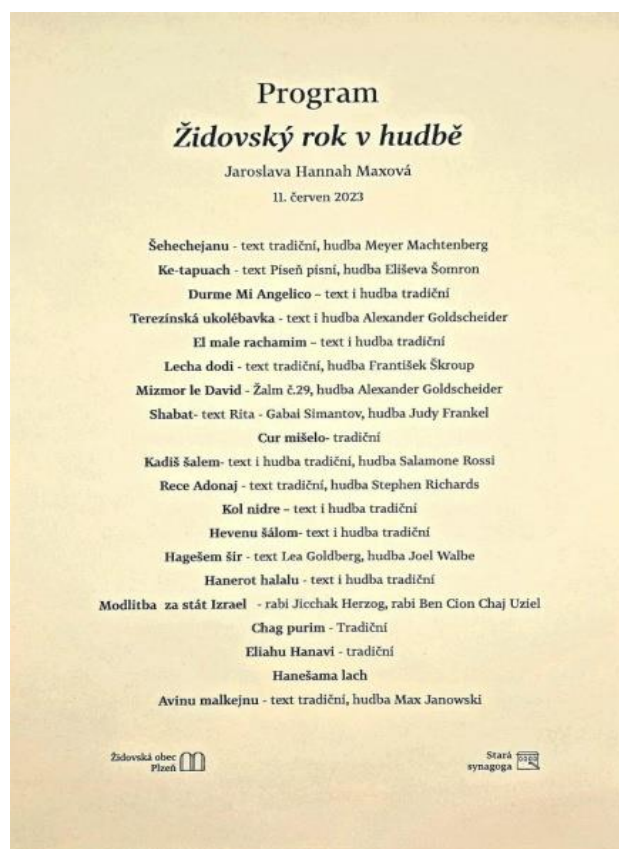 Program
Židovský rok v hudbě
Jaroslava Hannah Maxová
11. červen 2023
Šehechejanu - text tradiční, hudba Meyer Machtenberg
Ke-tapuach - text Píseň písní, hudba Eliševa Šomron
Durme Mi Angelico – text i hudba tradiční
Terezínská ukolébavka - text i hudba Alexander Goldscheider
El male rachamim – text i hudba tradiční
Lecha dodi - text tradiční, hudba František Škroup
Mizmor le David - Žalm č.29, hudba Alexander Goldscheider
Shabat- text Rita - Gabai Simantov, hudba Judy Frankel
Cur mišelo- tradiční
Kadiš šalem- text i hudba tradiční, hudba Salamone Rossi
Rece Adonaj - text tradiční, hudba Stephen Richards
Kol nidre – text i hudba tradiční
Hevenu šálom- text i hudba tradiční
Hagešem šir - text Lea Goldberg, hudba Joel Walbe
Hanerot halalu - text i hudba tradiční
Modlitba za stát Izrael - rabi Jicchak Herzog, rabi Ben Cion Chaj Uziel
Chag purim - Tradiční
Eliahu Hanavi - tradiční
Hanešama lach
Avinu malkejnu - text tradiční, hudba Max Janowski
Židovská obec
Plzeň
Stará
synagoga